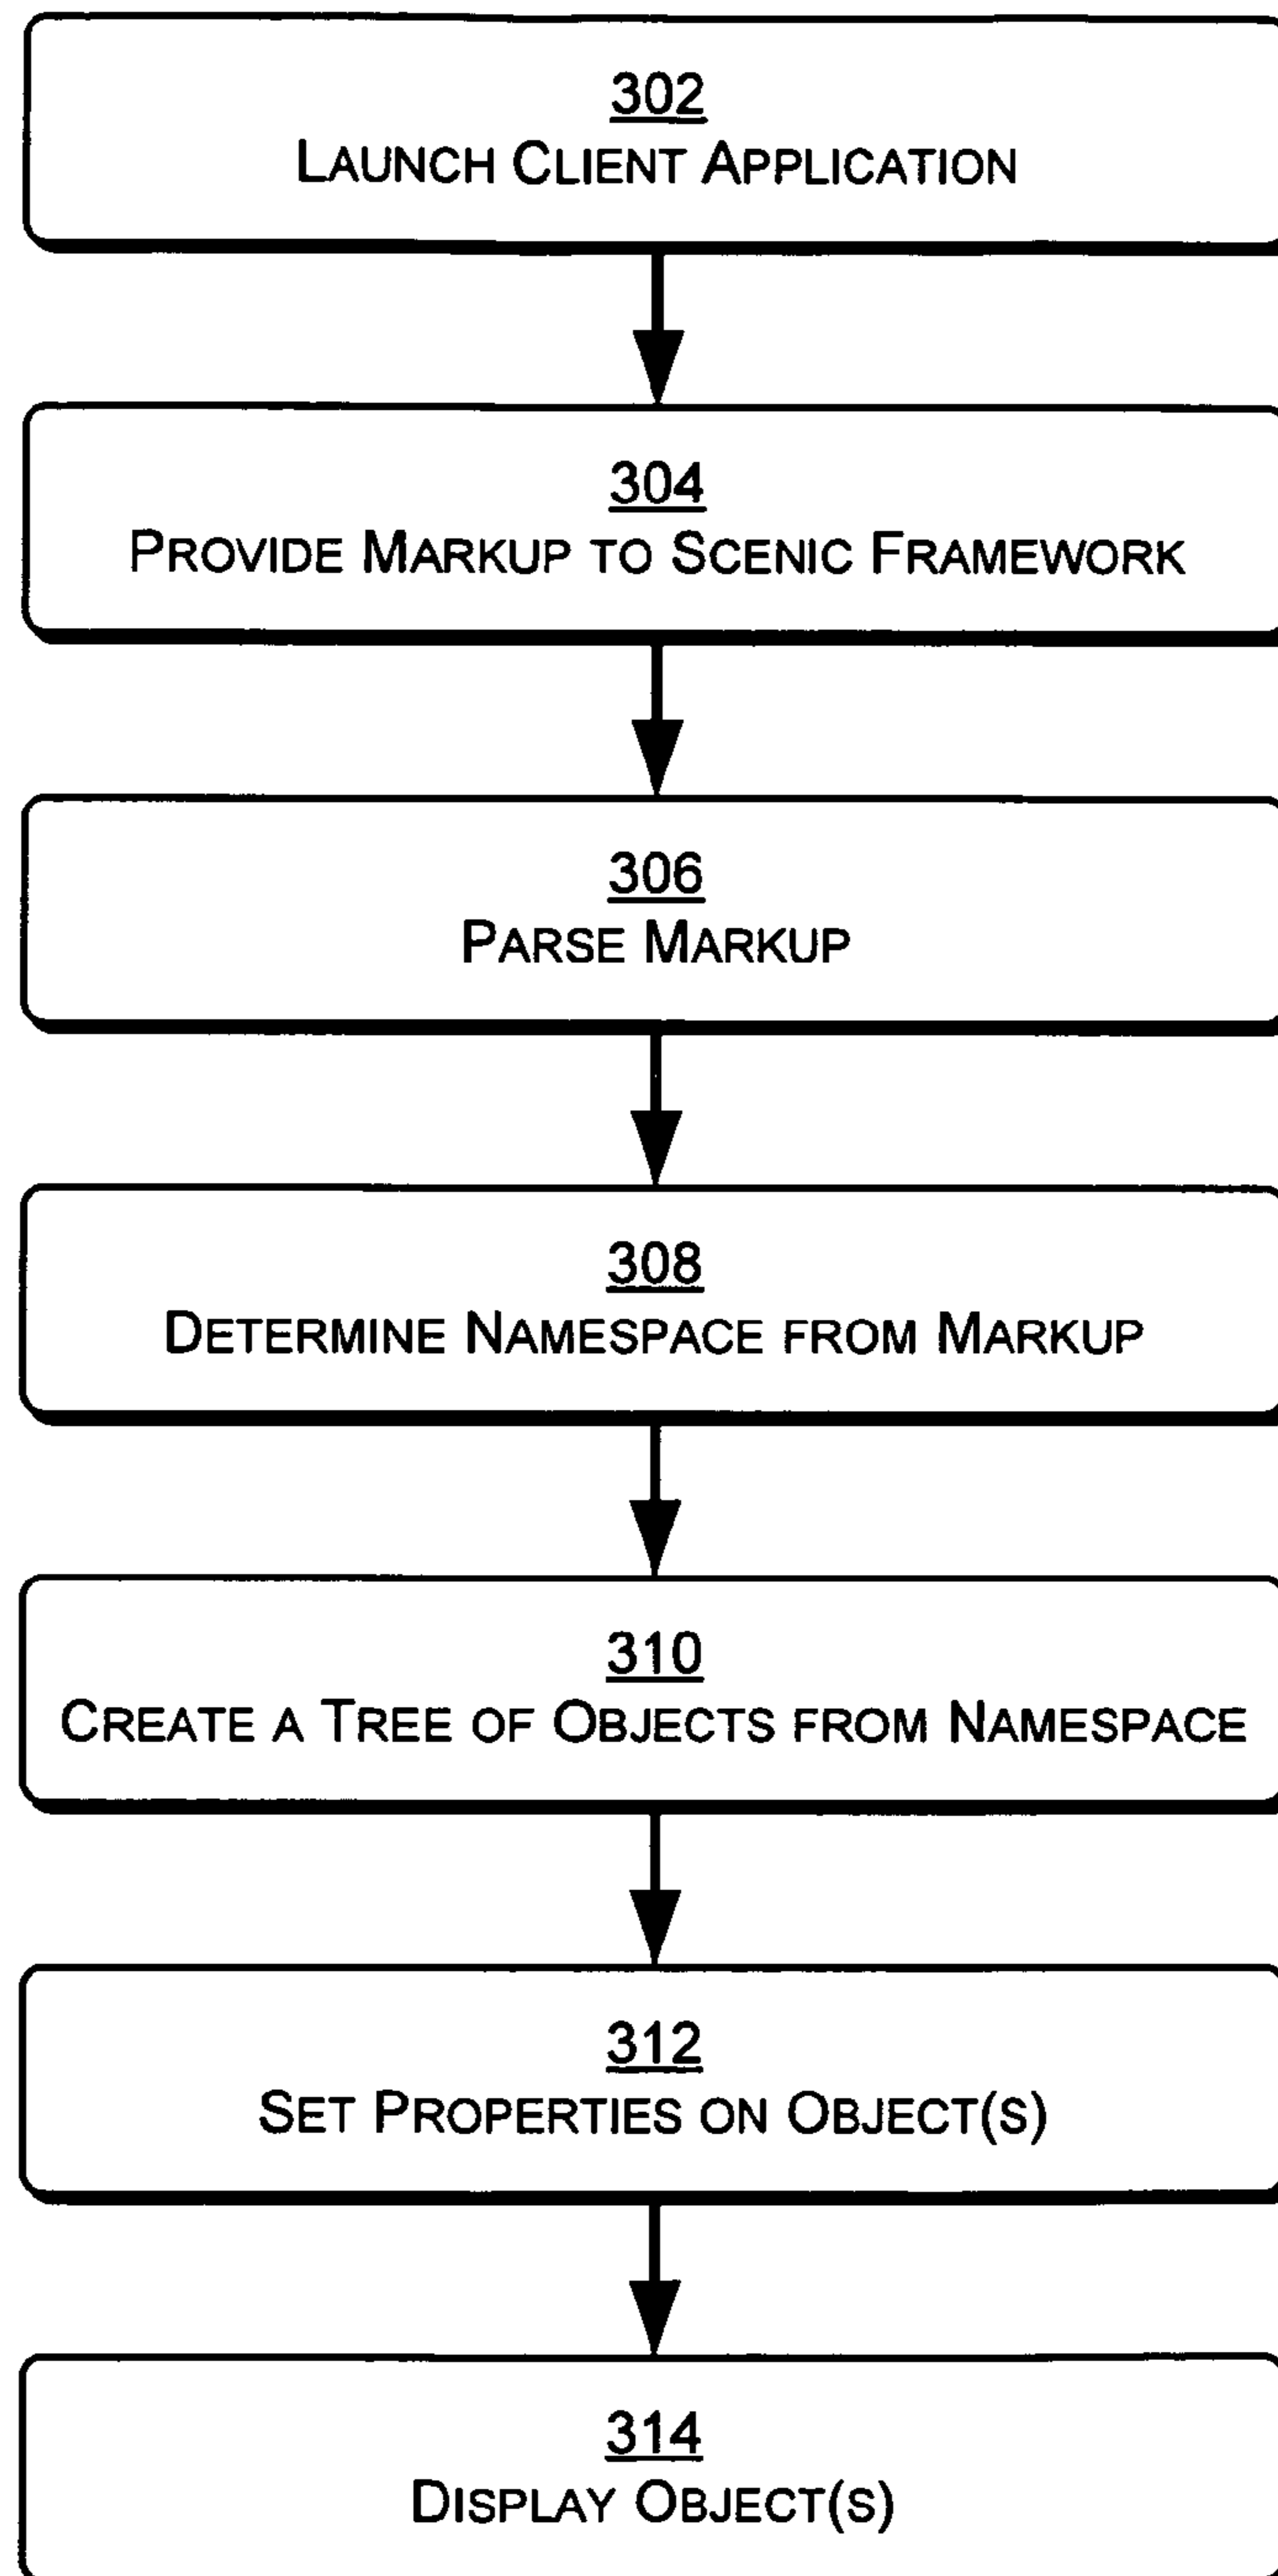 302
Launch Client Application
304
Provide Markup to Scenic Framework
306
Parse Markup
308
Determine Namespace from Markup
310
Create a Tree of Objects from Namespace
312
Set Properties on Object(s)
314
Display Object(s)